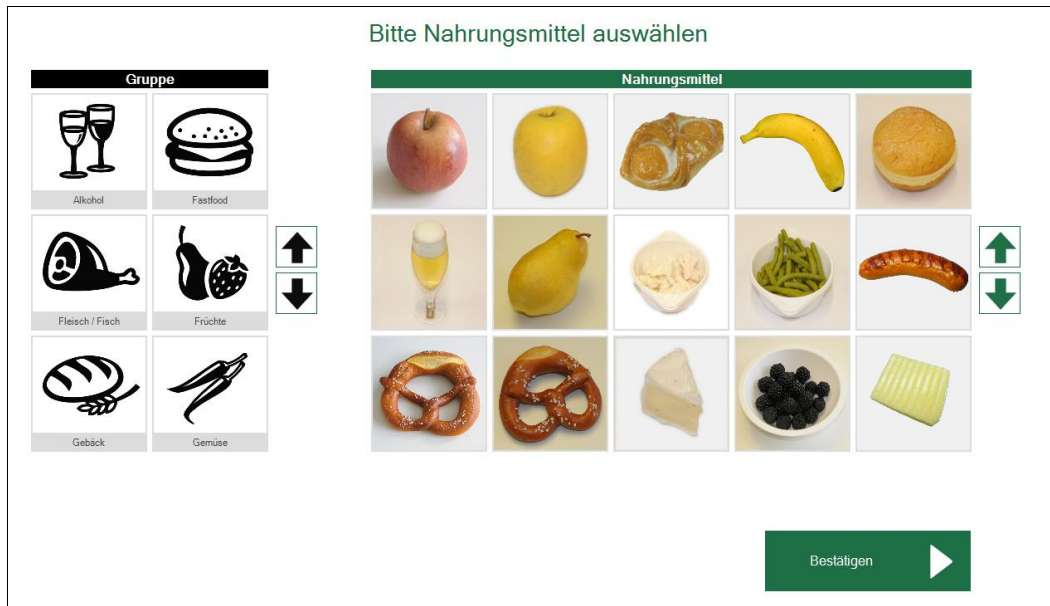 Bitte Nahrungsmittel auswählen
Gruppe
Nahrungsmittel
Alkohol
Fastfood
Fleisch / Fisch
Früchte
Gebäck
Gemüse
Bestätigen